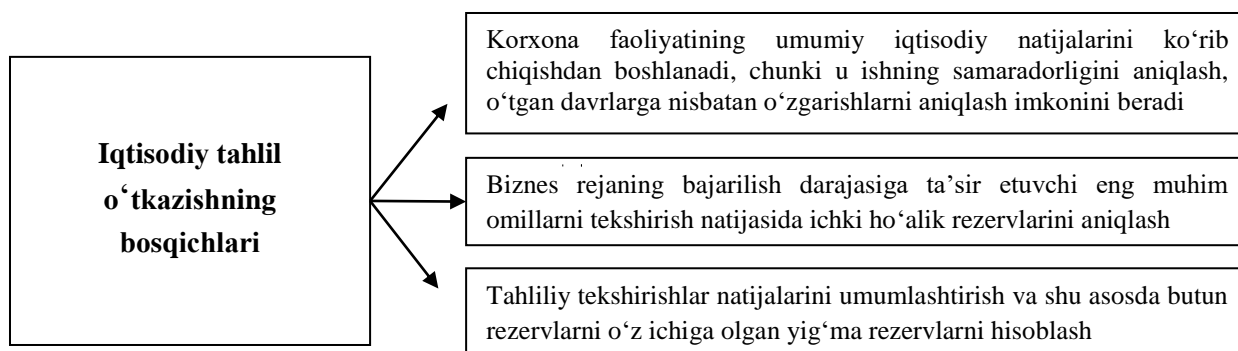 Iqtisodiy tahlil
o‘tkazishning
bosqichlari
Korxona faoliyatining umumiy iqtisodiy natijalarini ko‘rib
chiqishdan boshlanadi, chunki u ishning samaradorligini aniqlash,
o‘tgan davrlarga nisbatan o‘zgarishlarni aniqlash imkonini beradi
Biznes rejaning bajarilish darajasiga ta’sir etuvchi eng muhim
omillarni tekshirish natijasida ichki ho‘alik rezervlarini aniqlash
Tahliliy tekshirishlar natijalarini umumlashtirish va shu asosda butun
rezervlarni o‘z ichiga olgan yig‘ma rezervlarni hisoblash